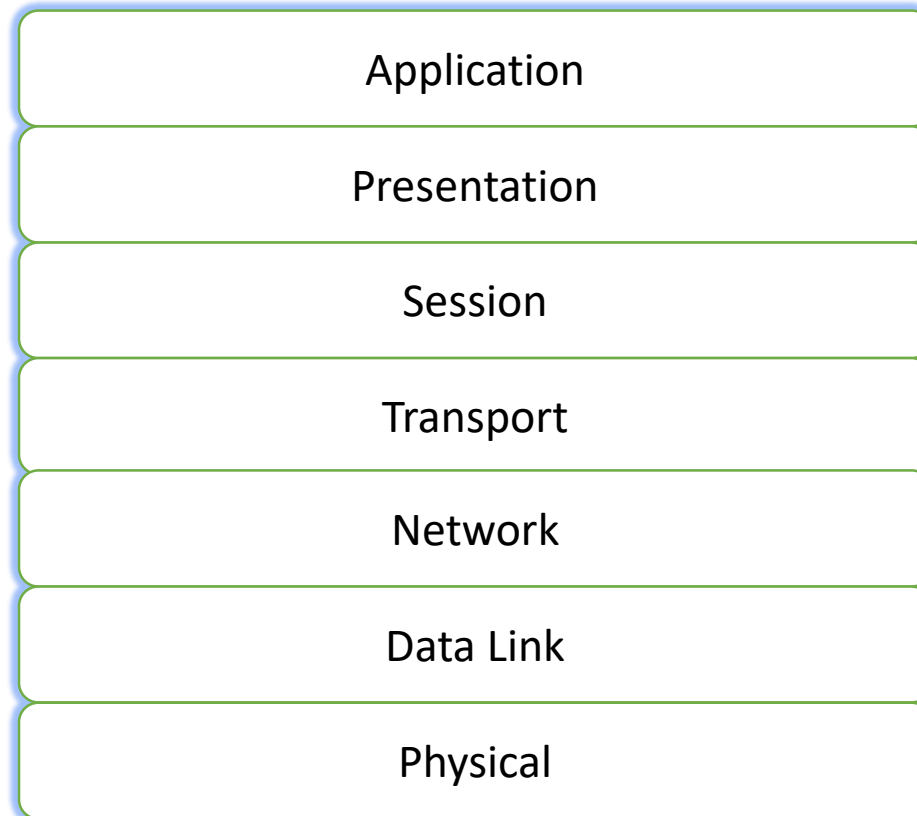 Application
Presentation
Session
Transport
Network
Data Link
Physical